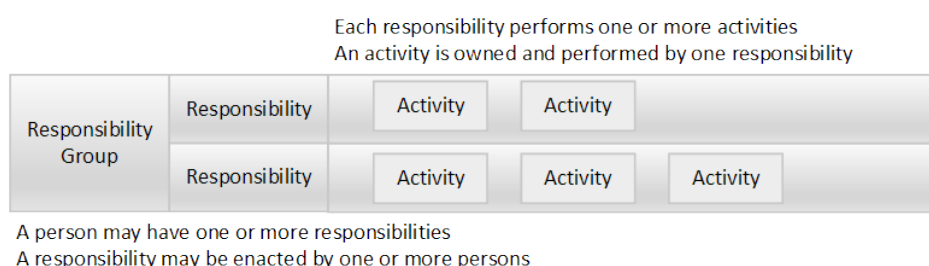 Each responsibility performs one or more activities
An activity is owned and performed by one responsibility
Responsibility
Group
Responsibility
Activity
Activity
Responsibility
Activity
Activity
Activity
A person may have one or more responsibilities
A responsibility may be enacted by one or more persons